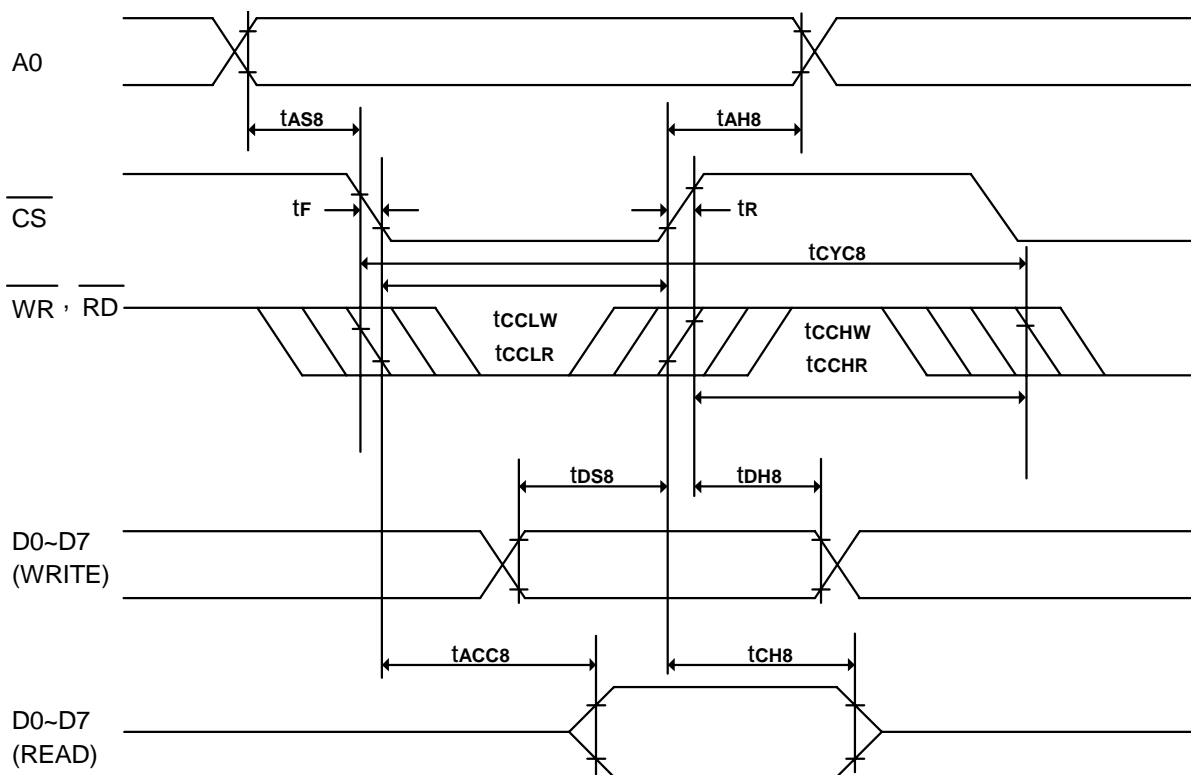 A0
tAS8
tAH8
CS
tF
tR
tCYC8
WR , RD
tCCLW
tCCLR
tCCHW
tCCHR
tDS8
tDH8
D0~D7
(WRITE)
tACC8
tCH8
D0~D7
(READ)